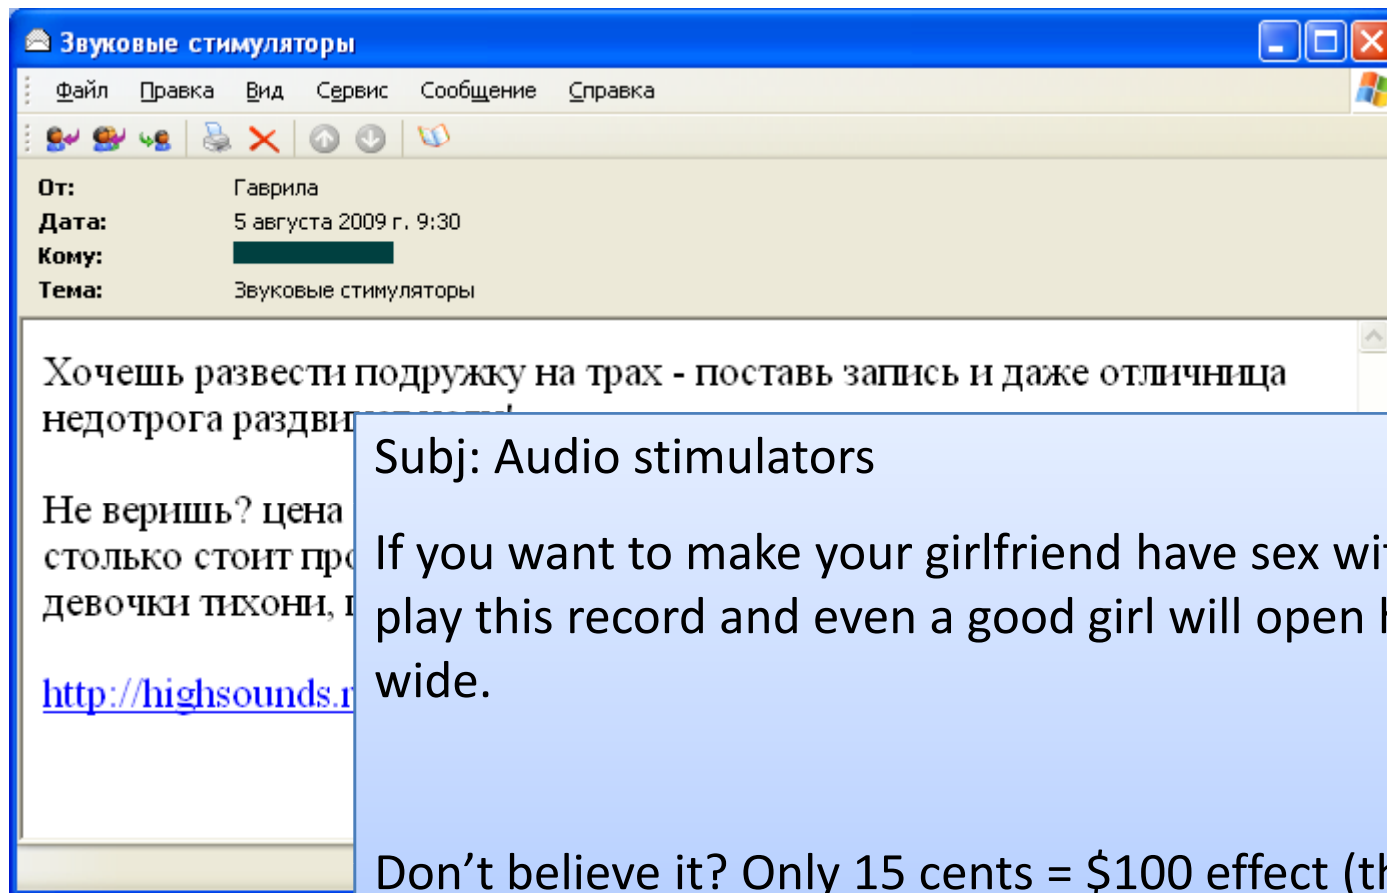 Звуковые стимуляторы
Файл Правка Вид Сервис Сообщение Справка
От: Гаврила
Дата: 5 августа 2009 г. 9:30
Кому:
Тема: Звуковые стимуляторы
Хочешь развести подружку на трах - поставь запись и даже отличница
недотрога
Не веришь? цена
столько стоит
девочки тихони,
http://highsounds.r
Subj: Audio stimulators
If you want to make your girlfriend have sex
play this record and even a good girl will open
wide.
Don’t believe it? Only 15 cents = $100 effect